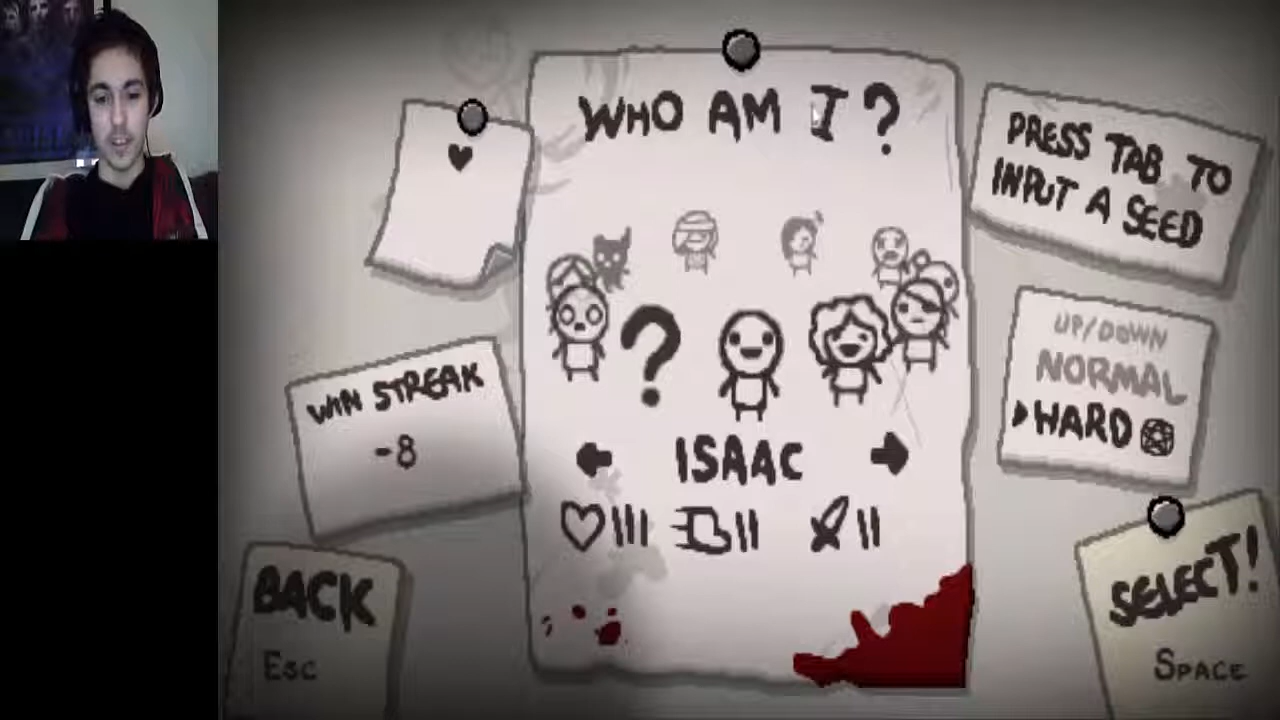 WHO AM I?
PRESS TAB TO
INPUT A SEED
UP/DOWN
NORMAL
HARD
WIN STREAK
-8
ISAAC
BACK
ESC
SELECT!
SPACE